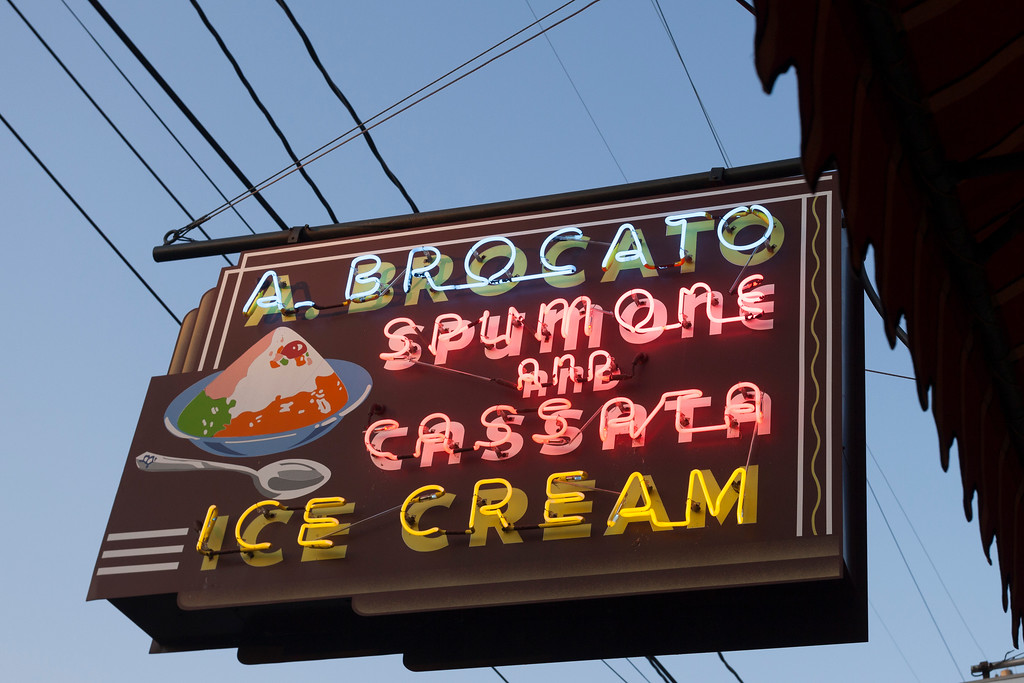 A. BROCATO
SPUMONE
AND
CASSATA
ICE CREAM